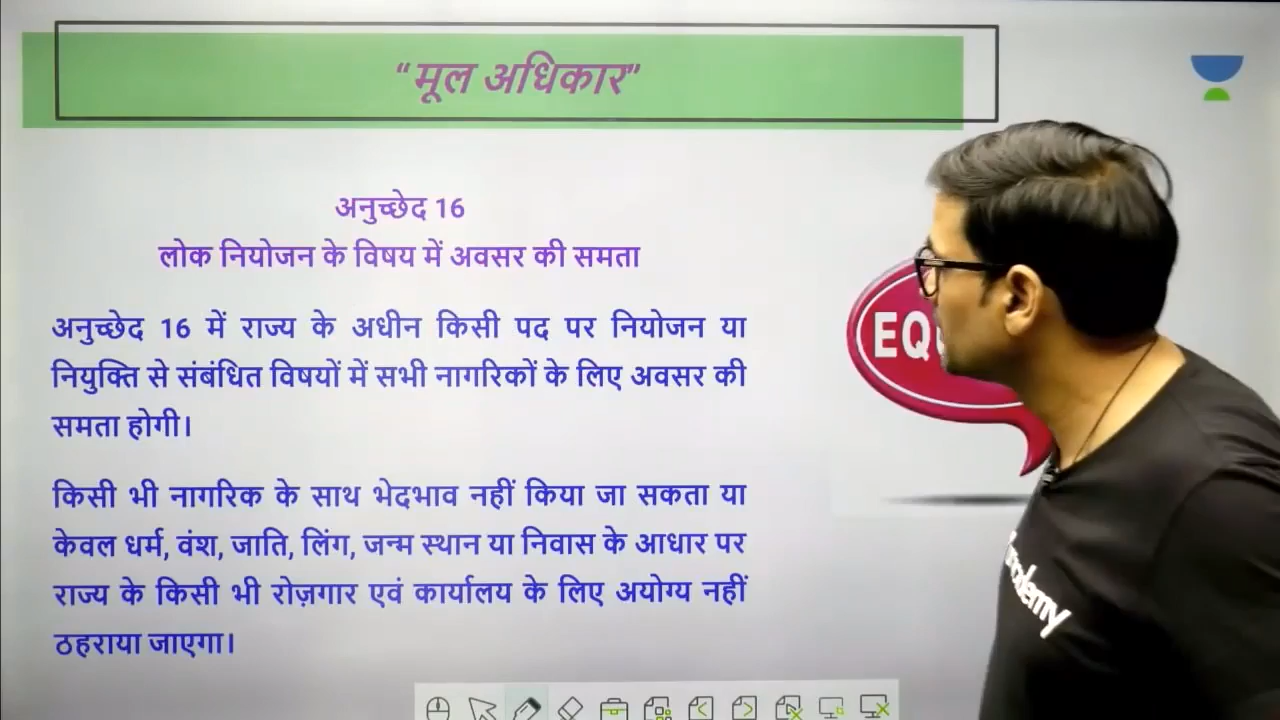 “मूल अधिकार”
अनुच्छेद 16
लोक नियोजन के विषय में अवसर की समता
अनुच्छेद 16 में राज्य के अधीन किसी पद पर नियोजन या
नियुक्ति से संबंधित विषयों में सभी नागरिकों के लिए अवसर की
समता होगी।
किसी भी नागरिक के साथ भेदभाव नहीं किया जा सकता या
केवल धर्म, वंश, जाति, लिंग, जन्म स्थान या निवास के आधार पर
राज्य के किसी भी रोज़गार एवं कार्यालय के लिए अयोग्य नहीं
ठहराया जाएगा।